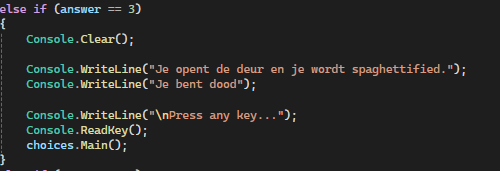 else if (answer == 3)
{
Console.Clear();
Console.WriteLine("Je opent de deur en je wordt spaghettified.");
Console.WriteLine("Je bent dood");
Console.WriteLine("\nPress any key...");
Console.ReadKey();
choices.Main();
}